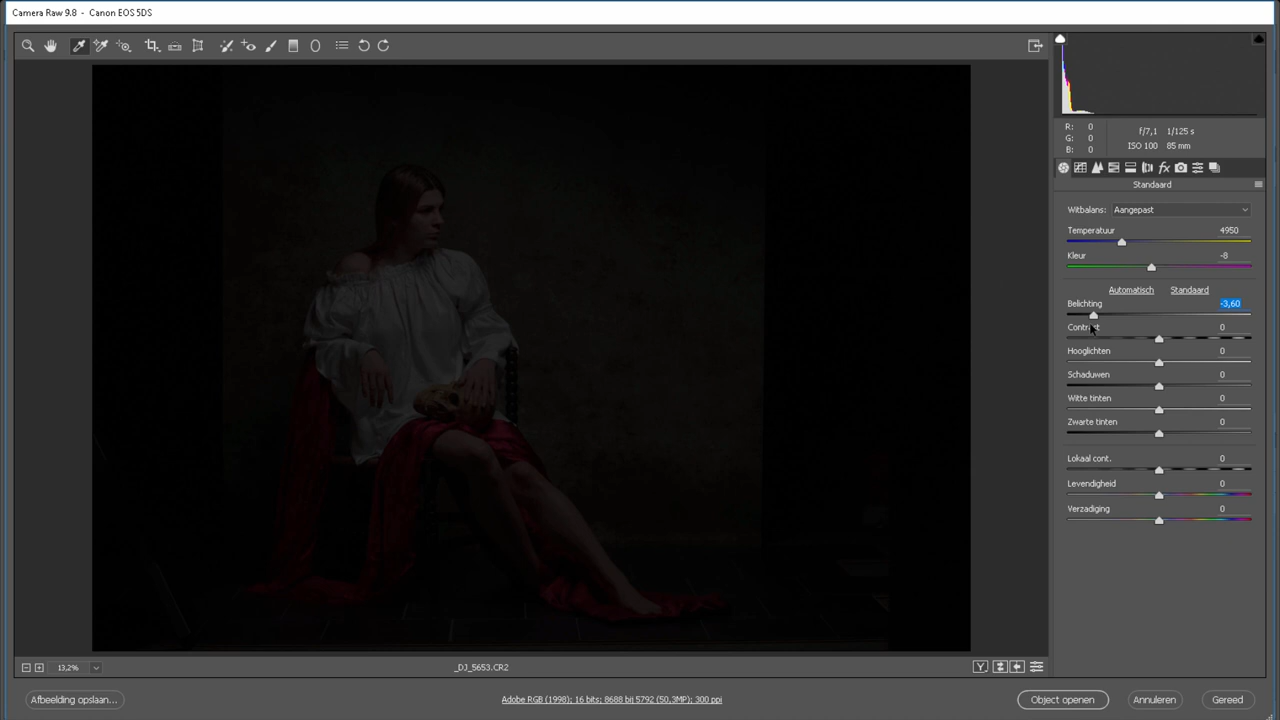 Camera Raw 9.8 - Canon EOS 5DS
R: 0
G: 0
B: 0
f/7,1 1/125 s
ISO 100 85 mm
Standaard
Witbalans: Aangepast
Temperatuur 4950
Kleur -8
Automatisch Standaard
Belichting -3,60
Contrast 0
Hooglichten 0
Schaduwen 0
Witte tinten 0
Zwarte tinten 0
Lokaal cont. 0
Levendigheid 0
Verzadiging 0
13,2%
_DJ_5653.CR2
Y
Afbeelding opslaan...
Adobe RGB (1998); 16 bits; 8688 bij 5792 (50,3MP); 300 ppi
Object openen
Annuleren
Gereed